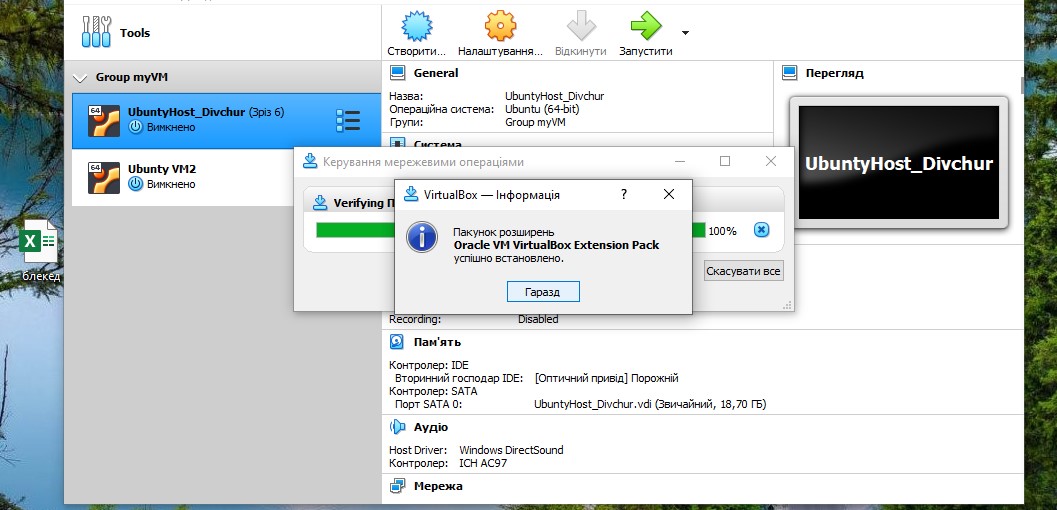 Tools
Створити...
Налаштування...
Відкинути
Запустити
Group myVM
64
UbuntyHost_Divchur (Зріз 6)
Вимкнено
64
Ubunty VM2
Вимкнено
General
Назва: UbuntyHost_Divchur
Операційна система: Ubuntu (64-bit)
Групи: Group myVM
Система
Перегляд
UbuntyHost_Divchur
Керування мережевими операціями
Verifying
100%
Скасувати все
VirtualBox — Інформація
?
Пакунок розширень
Oracle VM VirtualBox Extension Pack
успішно встановлено.
Гаразд
блекед
Recording: Disabled
Пам'ять
Контролер: IDE
Вторинний господар IDE: [Оптичний привід] Порожній
Контролер: SATA
Порт SATA 0: UbuntyHost_Divchur.vdi (Звичайний, 18,70 ГБ)
Аудіо
Host Driver: Windows DirectSound
Контролер: ICH AC97
Мережа